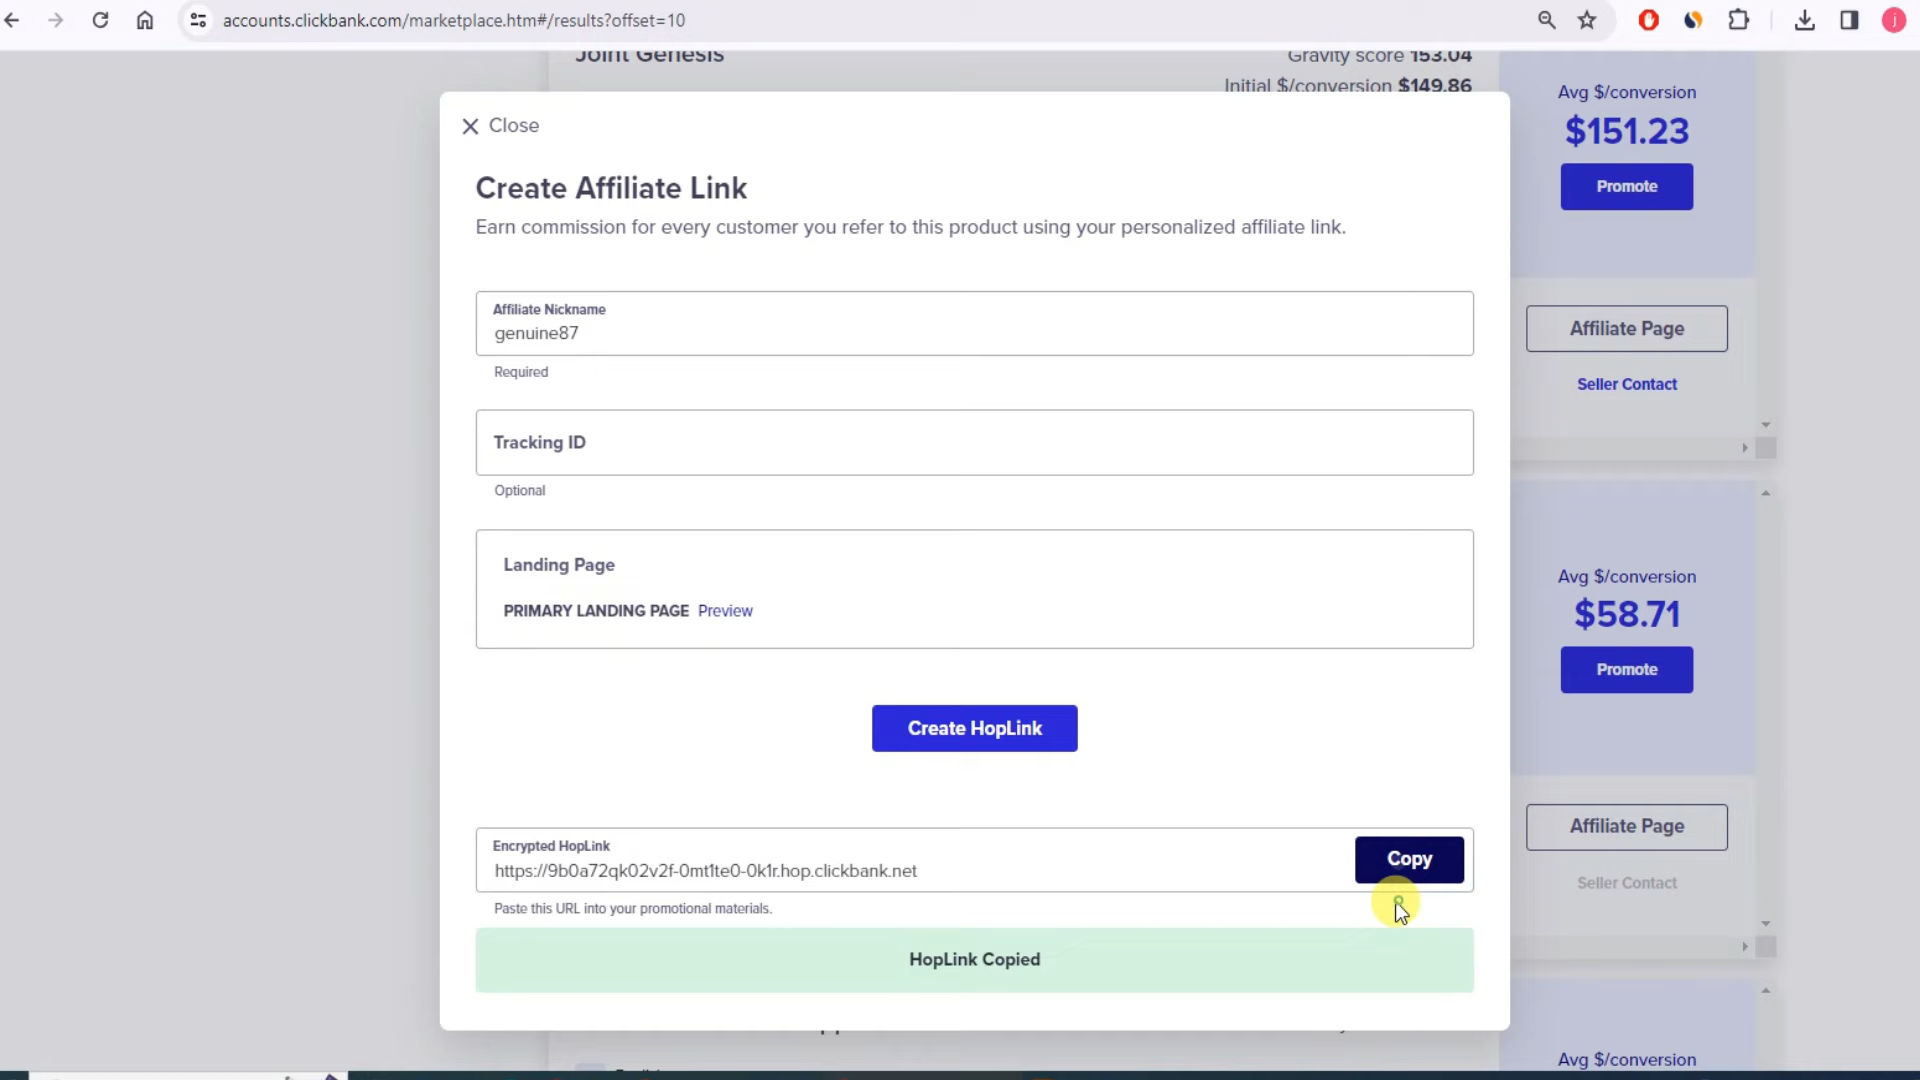 accounts.clickbank.com/marketplace.htm#/results?offset=10
j
Joint Genesis
Gravity score 153.04
Initial $/conversion $149.86
Avg $/conversion
$151.23
Promote
Affiliate Page
Seller Contact
Close
Create Affiliate Link
Earn commission for every customer you refer to this product using your personalized affiliate link.
Affiliate Nickname
genuine87
Required
Tracking ID
Optional
Landing Page
PRIMARY LANDING PAGE Preview
Create HopLink
Encrypted HopLink
https://9b0a72qk02v2f-0mt1te0-0k1r.hop.clickbank.net
Copy
Paste this URL into your promotional materials.
HopLink Copied
Avg $/conversion
$58.71
Promote
Affiliate Page
Seller Contact
Avg $/conversion